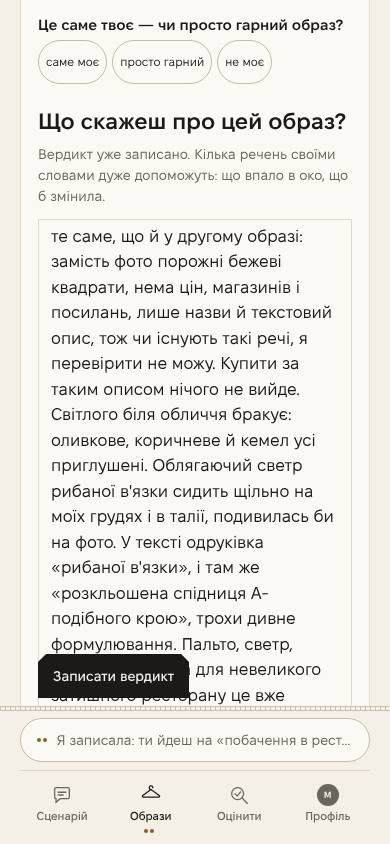 Це саме твоє — чи просто гарний образ?
саме моє
просто гарний
не моє
Що скажеш про цей образ?
Вердикт уже записано. Кілька речень своїми
словами дуже допоможуть: що впало в око, що
б змінила.
те саме, що й у другому образі:
замість фото порожні бежеві
квадрати, нема цін, магазинів і
посилань, лише назви й текстовий
опис, тож чи існують такі речі, я
перевірити не можу. Купити за
таким описом нічого не вийде.
Світлого біля обличчя бракує:
оливкове, коричневе й кемел усі
приглушені. Облягаючий светр
рибаної в'язки сидить щільно на
моїх грудях і в талії, подивилась би
на фото. У тексті одруківка
«рибаної в'язки», і там же
«розкльошена спідниця А-
подібного крою», трохи дивне
формулювання. Пальто, светр,
для невеликого
ресторану це вже
Записати вердикт
Я записала: ти йдеш на «побачення в рест...
Сценарій
Образи
Оцінити
М
Профіль